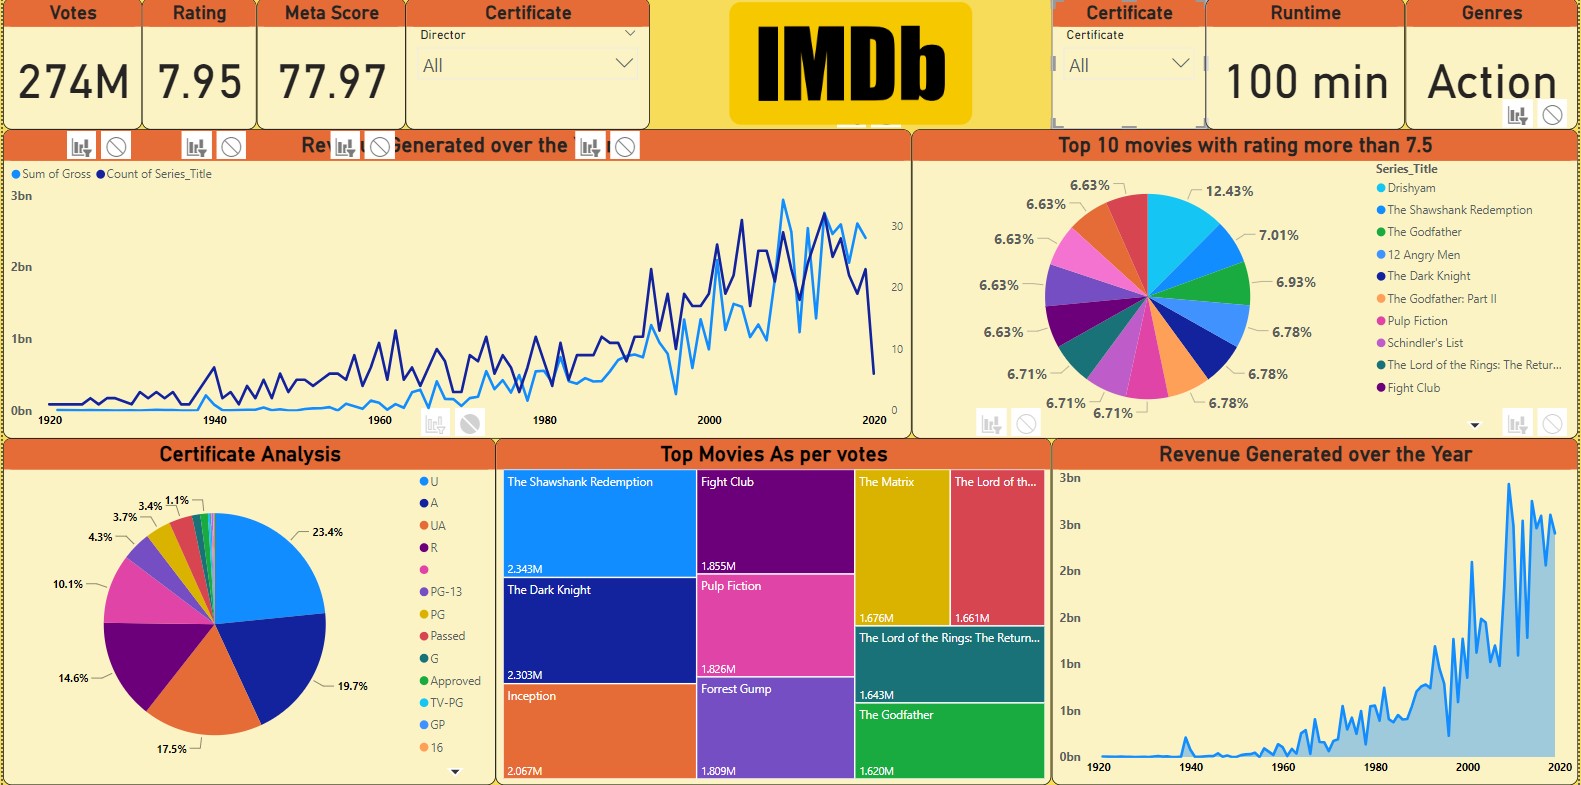 Votes
274M
Rating
7.95
Meta Score
77.97
Certificate
Director
All
IMDb
Certificate
Certificate
All
Runtime
100 min
Genres
Action
Generated over the
Sum of Gross
Count of Series_Title
3bn
2bn
1bn
0bn
30
20
10
0
1920
1940
1960
1980
2000
2020
Top 10 movies with rating more than 7.5
12.43%
7.01%
6.93%
6.78%
6.78%
6.78%
6.71%
6.71%
6.71%
6.63%
6.63%
6.63%
6.63%
6.63%
Series_Title
Drishyam
The Shawshank Redemption
The Godfather
12 Angry Men
The Dark Knight
The Godfather: Part II
Pulp Fiction
Schindler's List
The Lord of the Rings: The Retur...
Fight Club
Certificate Analysis
23.4%
19.7%
17.5%
14.6%
10.1%
4.3%
3.7%
3.4%
1.1%
U
A
UA
R
PG-13
PG
Passed
G
Approved
TV-PG
GP
16
Top Movies As per votes
The Shawshank Redemption
2.343M
The Dark Knight
2.303M
Inception
2.067M
Fight Club
1.855M
Pulp Fiction
1.826M
Forrest Gump
1.809M
The Matrix
1.676M
The Lord of th...
1.661M
The Lord of the Rings: The Return...
1.643M
The Godfather
1.620M
Revenue Generated over the Year
3bn
3bn
2bn
2bn
1bn
1bn
0bn
1920
1940
1960
1980
2000
2020